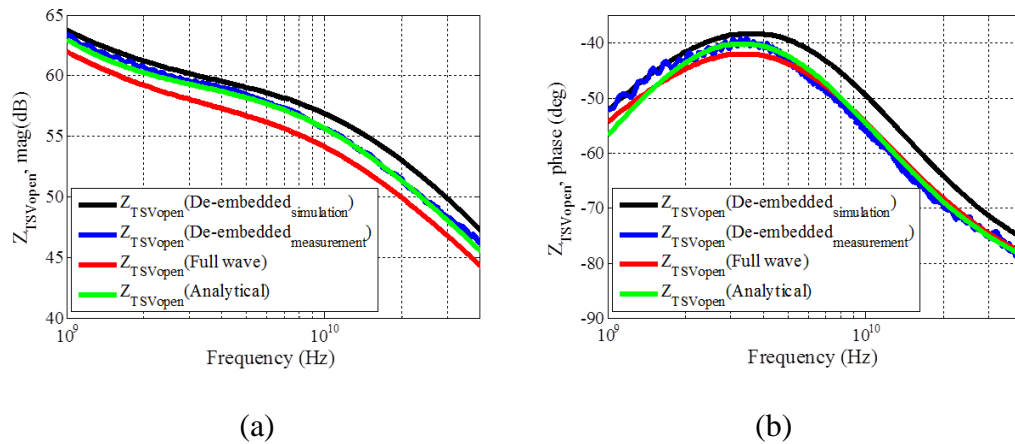 Z_TSVopen, mag(dB)
65
60
55
50
45
40
Z_TSVopen(De-embedded_simulation)
Z_TSVopen(De-embedded_measurement)
Z_TSVopen(Full wave)
Z_TSVopen(Analytical)
10^9
10^10
Frequency (Hz)
(a)
Z_TSVopen, phase (deg)
-40
-50
-60
-70
-80
-90
Z_TSVopen(De-embedded_simulation)
Z_TSVopen(De-embedded_measurement)
Z_TSVopen(Full wave)
Z_TSVopen(Analytical)
10^9
10^10
Frequency (Hz)
(b)